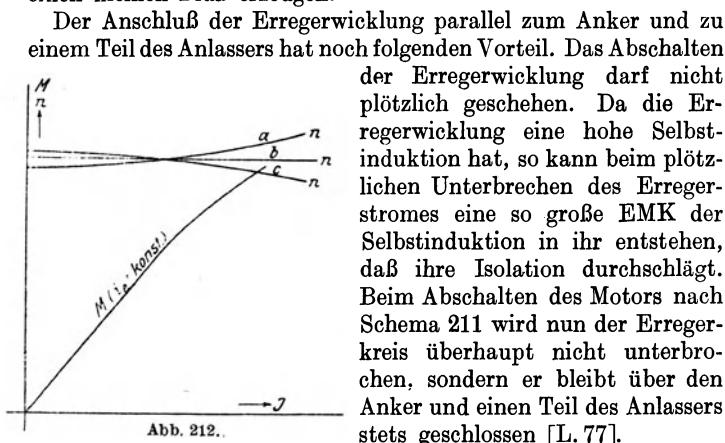 Der Anschluß der Erregerwicklung parallel zum Anker und zu
einem Teil des Anlassers hat noch folgenden Vorteil. Das Abschalten
der Erregerwicklung darf nicht
plötzlich geschehen. Da die Er-
regerwicklung eine hohe Selbst-
induktion hat, so kann beim plötz-
lichen Unterbrechen des Erreger-
stromes eine so große EMK der
Selbstinduktion in ihr entstehen,
daß ihre Isolation durchschlägt.
Beim Abschalten des Motors nach
Schema 211 wird nun der Erreger-
kreis überhaupt nicht unterbro-
chen, sondern er bleibt über den
Anker und einen Teil des Anlassers
stets geschlossen [L. 77].
M
n
a n
b n
c n
M (ie konst.)
J
Abb. 212.